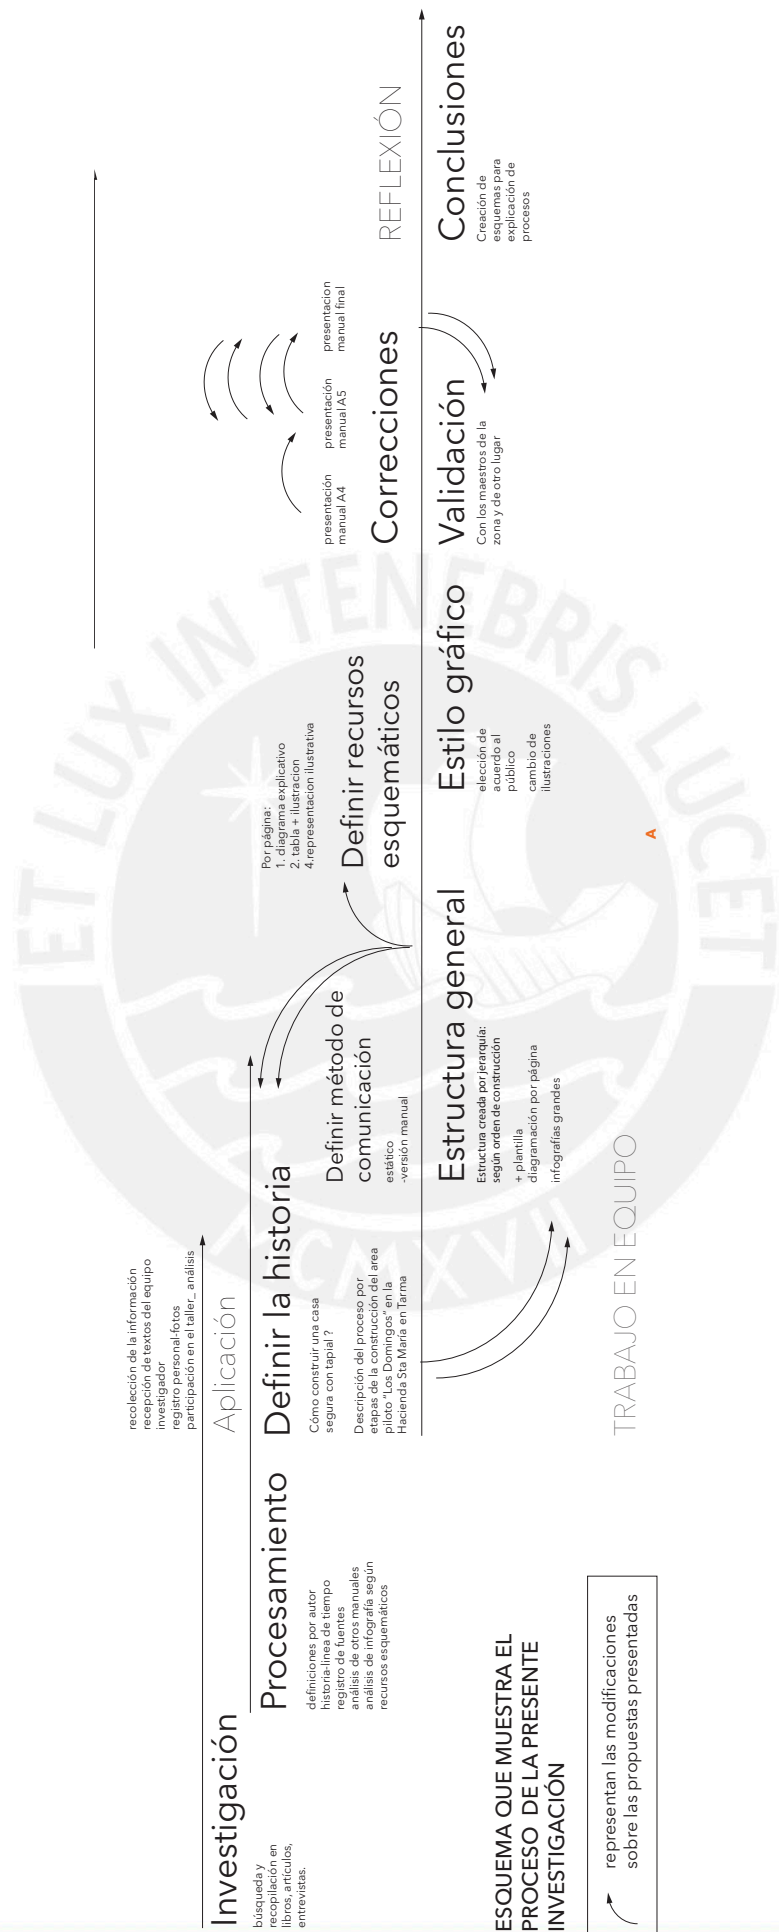 Investigación
búsqueda y
recopilación en
libros, artículos,
entrevistas.
recolección de la información
recepción de textos del equipo
investigador
registro personal-fotos
participación en el taller_ análisis
Aplicación
Procesamiento
definiciones por autor
historia-linea de tiempo
registro de fuentes
análisis de otros manuales
análisis de infografía según
recursos esquemáticos
Definir la historia
Cómo construir una casa
segura con tapial ?
Descripción del proceso por
etapas de la construcción del area
piloto "Los Domingos" en la
Hacienda Sta María en Tarma
Definir método de
comunicación
estático
-versión manual
Por página:
1. diagrama explicativo
2. tabla + ilustracion
4.representacion ilustrativa
Definir recursos
esquemáticos
presentación
manual A4
presentación
manual A5
presentacion
manual final
Correcciones
REFLEXIÓN
Estructura general
Estructura creada por jerarquía:
según orden de construcción
+ plantilla
diagramación por página
infografías grandes
Estilo gráfico
elección de
acuerdo al
público
cambio de
ilustraciones
Validación
Con los maestros de la
zona y de otro lugar
Conclusiones
Creación de
esquemas para
explicación de
procesos
TRABAJO EN EQUIPO
A
ESQUEMA QUE MUESTRA EL
PROCESO DE LA PRESENTE
INVESTIGACIÓN
representan las modificaciones
sobre las propuestas presentadas
ET LUX IN TENEBRIS LUCET
MCMXVII